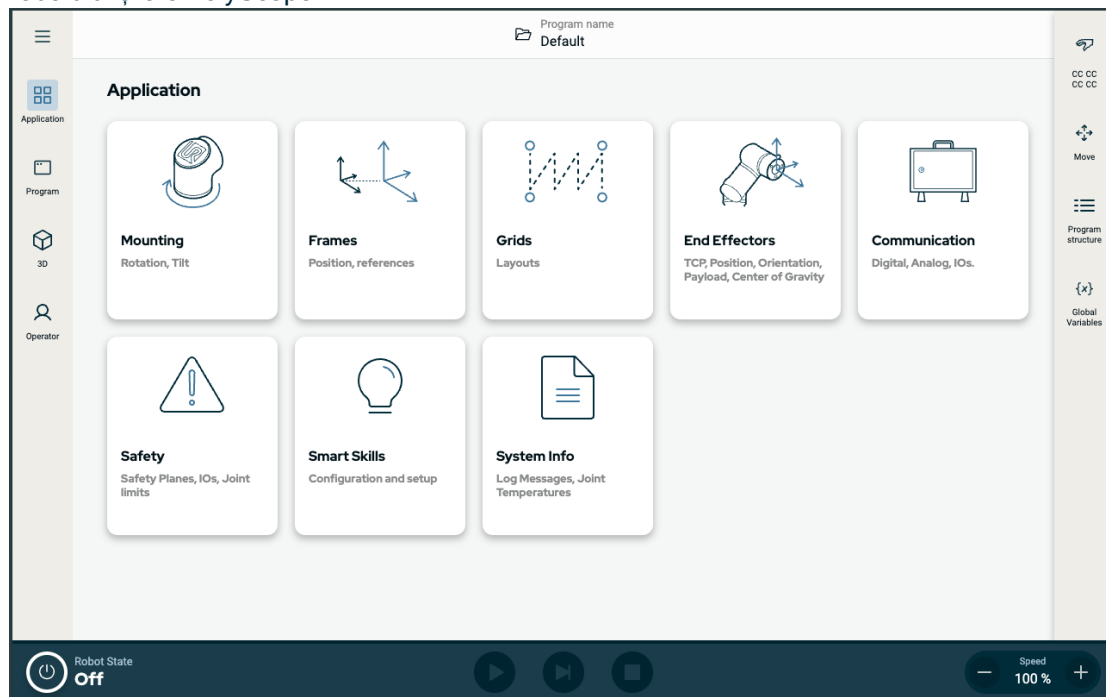 Program name
Default
CC CC
CC CC
Application
Application
Move
Program
Program
structure
3D
{x}
Global
Variables
Operator
Mounting
Rotation, Tilt
Frames
Position, references
Grids
Layouts
End Effectors
TCP, Position, Orientation,
Payload, Center of Gravity
Communication
Digital, Analog, IOs.
Safety
Safety Planes, IOs, Joint
limits
Smart Skills
Configuration and setup
System Info
Log Messages, Joint
Temperatures
Robot State
Off
Speed
100 %